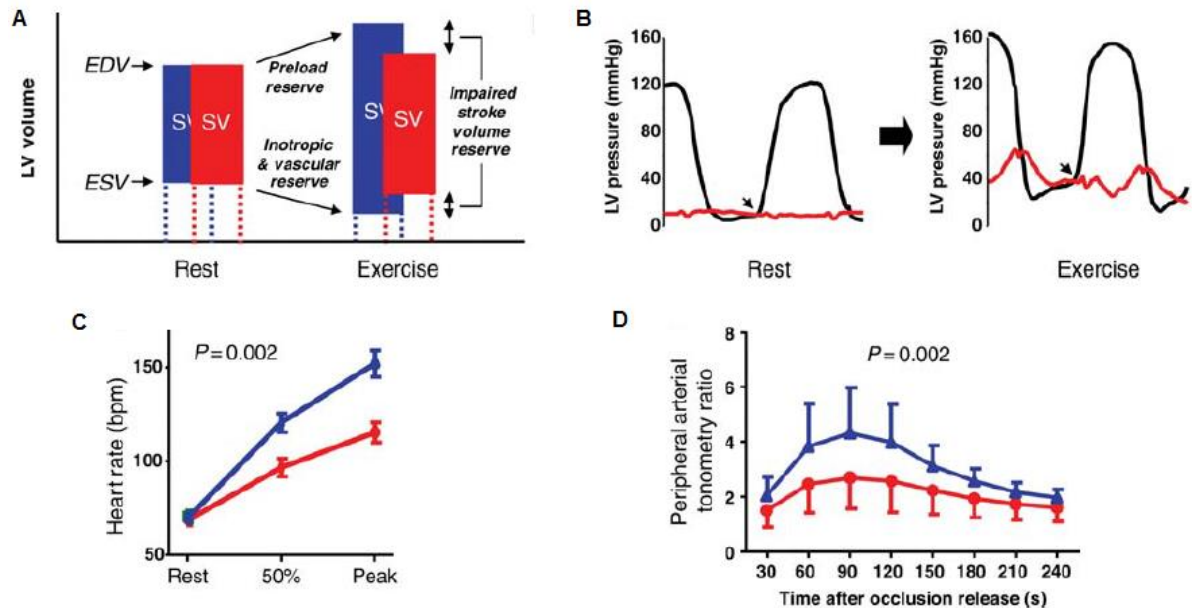 A
LV volume
EDV
ESV
SV
SV
Preload
reserve
Inotropic
& vascular
reserve
SV
Impaired
stroke
volume
reserve
Rest
Exercise
B
LV pressure (mmHg)
160
120
80
40
0
Rest
LV pressure (mmHg)
160
120
80
40
0
Exercise
C
P=0.002
Heart rate (bpm)
150
100
50
Rest
50%
Peak
D
P=0.002
Peripheral arterial
tonometry ratio
8
6
4
2
0
30 60 90 120 150 180 210 240
Time after occlusion release (s)